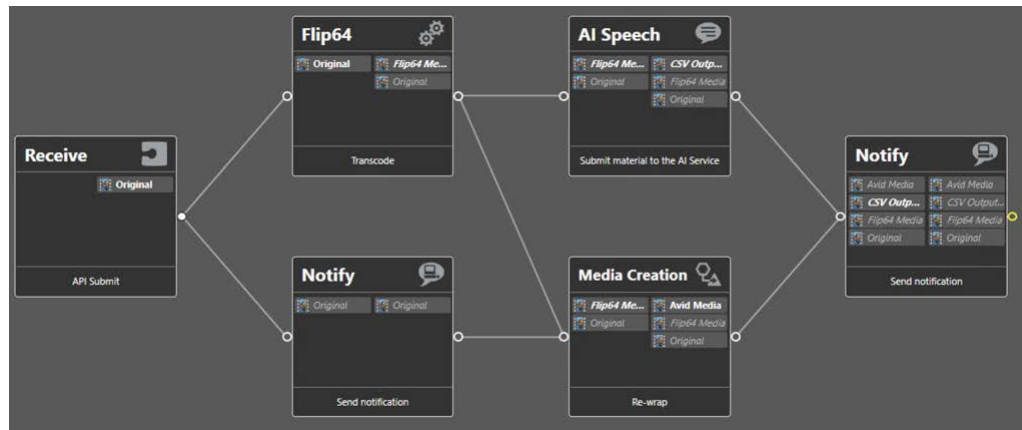 Flip64
Original Flip64 Me...
Original
Transcode
AI Speech
Flip64 Me... CSV Outp...
Original Flip64 Media
Original
Submit material to the AI Service
Receive
Original
API Submit
Notify
Avid Media Avid Media
CSV Outp... CSV Output...
Flip64 Media Flip64 Media
Original Original
Send notification
Notify
Original Original
Send notification
Media Creation
Flip64 Me... Avid Media
Original Flip64 Media
Original
Re-wrap